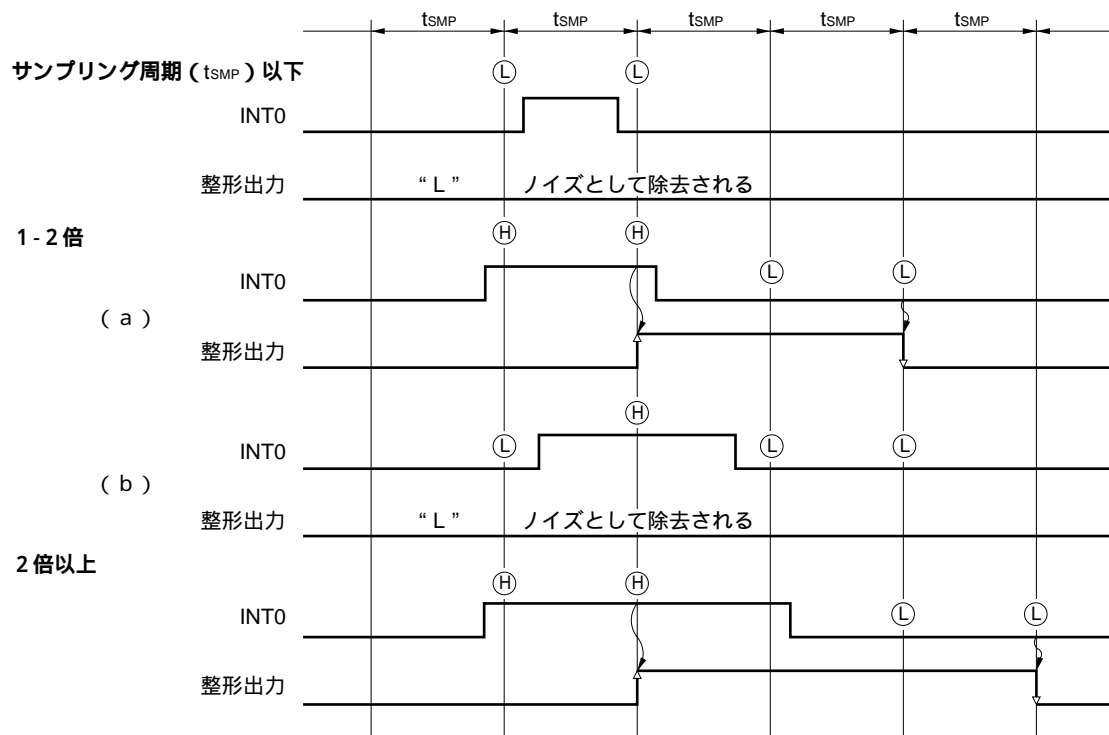 tSMP tSMP tSMP tSMP tSMP
サンプリング周期(tSMP)以下
Ⓛ Ⓛ
INT0
整形出力 “L” ノイズとして除去される
1 - 2 倍
Ⓗ Ⓗ
INT0 Ⓛ Ⓛ
(a)
整形出力
Ⓗ
INT0 Ⓛ Ⓛ Ⓛ
(b)
整形出力 “L” ノイズとして除去される
2 倍以上
Ⓗ Ⓗ
INT0 Ⓛ Ⓛ
整形出力